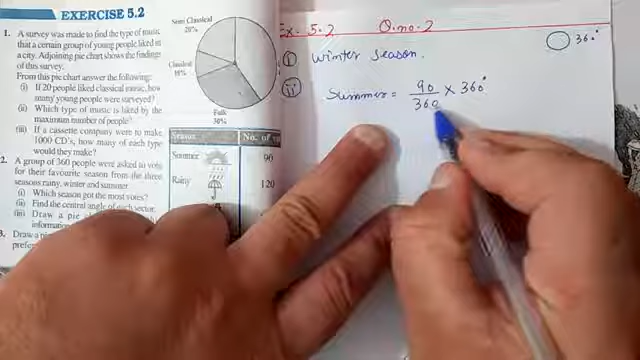 EXERCISE 5.2
1. A survey was made to find the type of music
that a certain group of young people liked in
a city. Adjoining pie chart shows the findings
of this survey.
From this pie chart answer the following:
(i) If 20 people liked classical music, how
many young people were surveyed?
(ii) Which type of music is liked by the
maximum number of people?
(iii) If a cassette company were to make
1000 CD's, how many of each type
would they make?
2. A group of 360 people were asked to vote
for their favourite season from the three
seasons rainy, winter and summer.
(i) Which season got the most votes?
(ii) Find the central angle of each sector.
(iii) Draw a pie
information
Draw a pi
Semi Classical
20%
Classical
10%
Folk
30%
Season No. of
Summer 90
Rainy 120
Ex. 5.2 Q.no.2
360°
(i) Winter season.
(ii) Summer = 90/360 × 360°